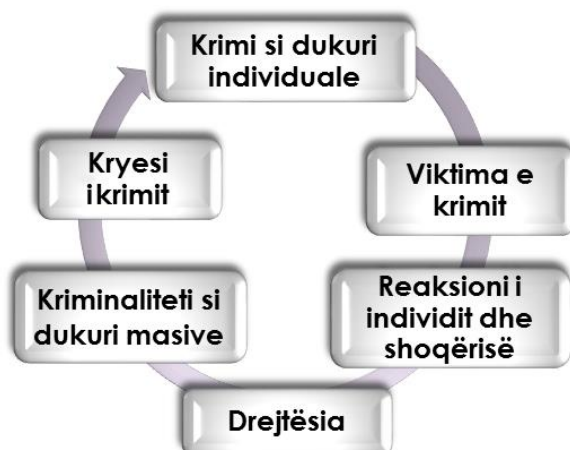 Krimi si dukuri
individuale
Viktima e
krimit
Reaksioni i
individit dhe
shoqërisë
Drejtësia
Kriminaliteti si
dukuri masive
Kryesi
ikrimit